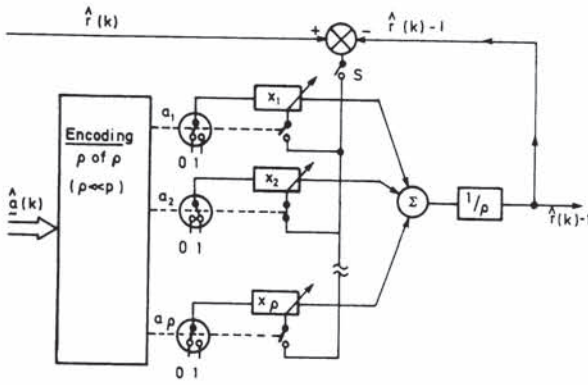 r̂(k)
+
−
r̂(k)-1
S
Encoding
ρ of ρ
(ρ≪p)
â(k)
a₁
x₁
0 1
a₂
x₂
0 1
aρ
xρ
0 1
Σ
1/ρ
r̂(k)-1